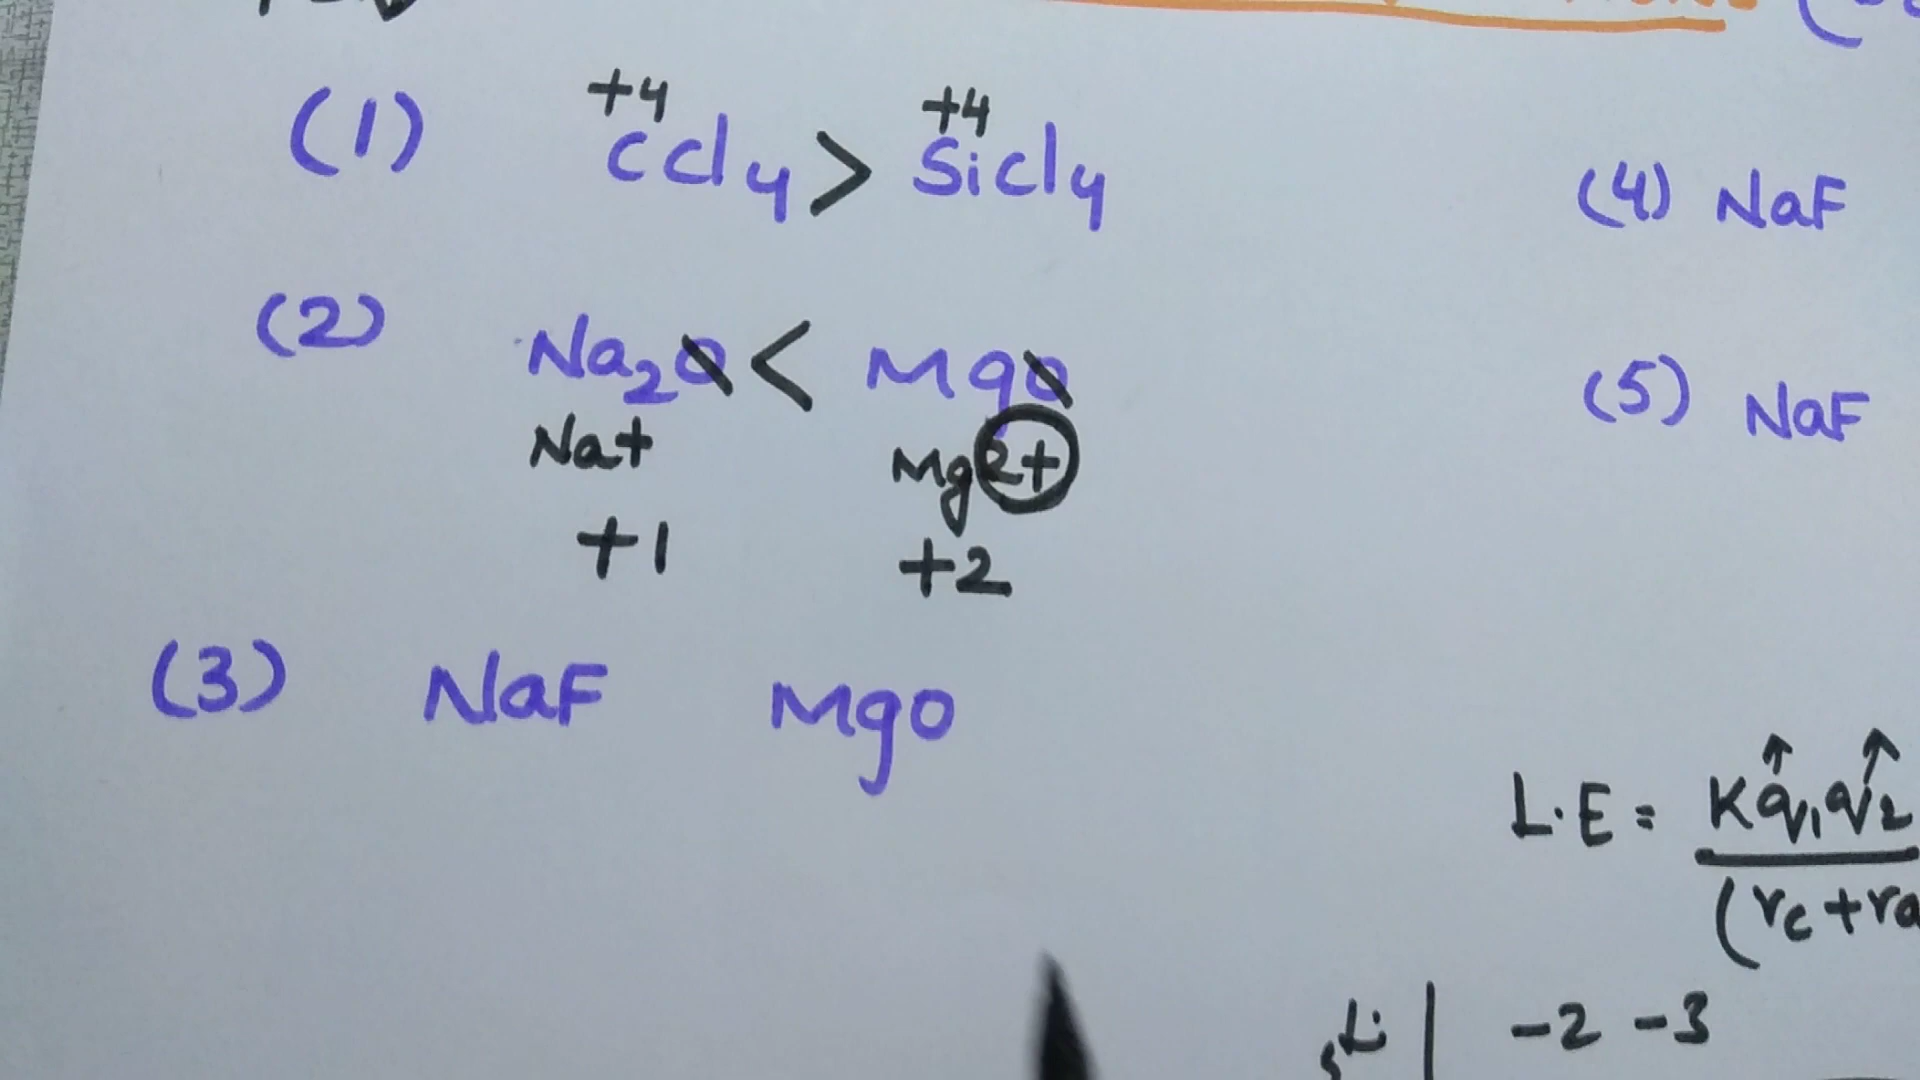 (1) +4 CCl4 > +4 SiCl4
(2) Na2O < MgO
Na+ Mg2+
+1 +2
(3) NaF MgO
(4) NaF
(5) NaF
L.E = Kq1q2
(rc+ra
-2 -3